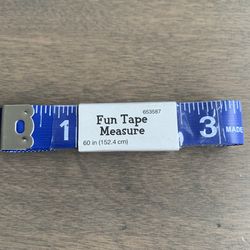 653587
Fun Tape
Measure
60 in (152.4 cm)
1 3 MADE